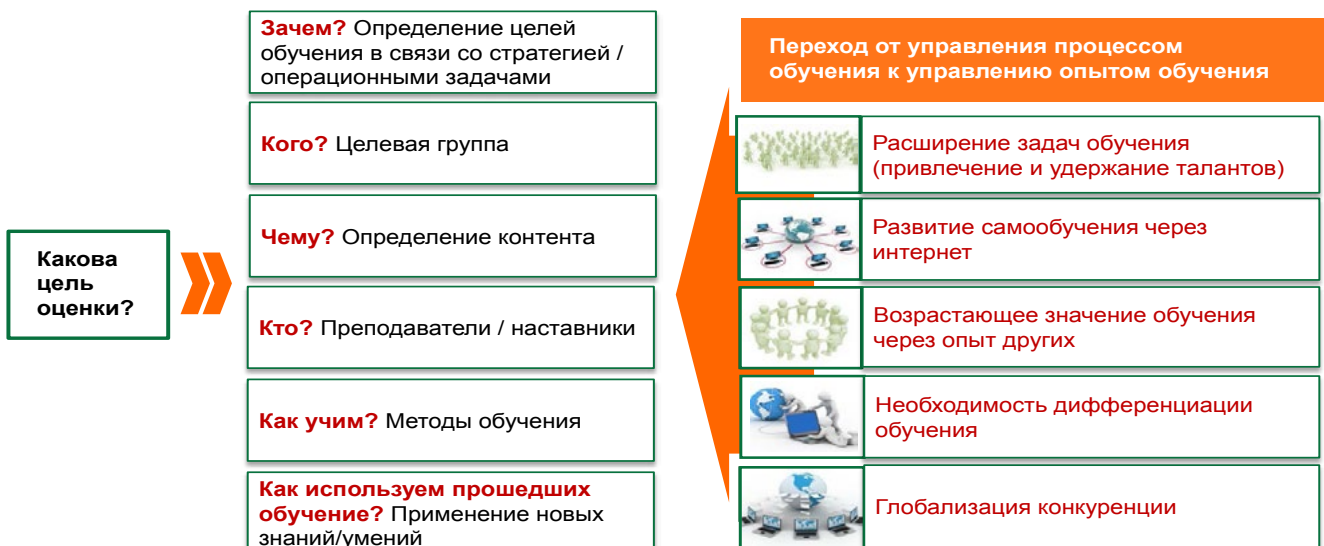 Какова
цель
оценки?
Зачем? Определение целей
обучения в связи со стратегией /
операционными задачами
Кого? Целевая группа
Чему? Определение контента
Кто? Преподаватели / наставники
Как учим? Методы обучения
Как используем прошедших
обучение? Применение новых
знаний/умений
Переход от управления процессом
обучения к управлению опытом обучения
Расширение задач обучения
(привлечение и удержание талантов)
Развитие самообучения через
интернет
Возрастающее значение обучения
через опыт других
Необходимость дифференциации
обучения
Глобализация конкуренции